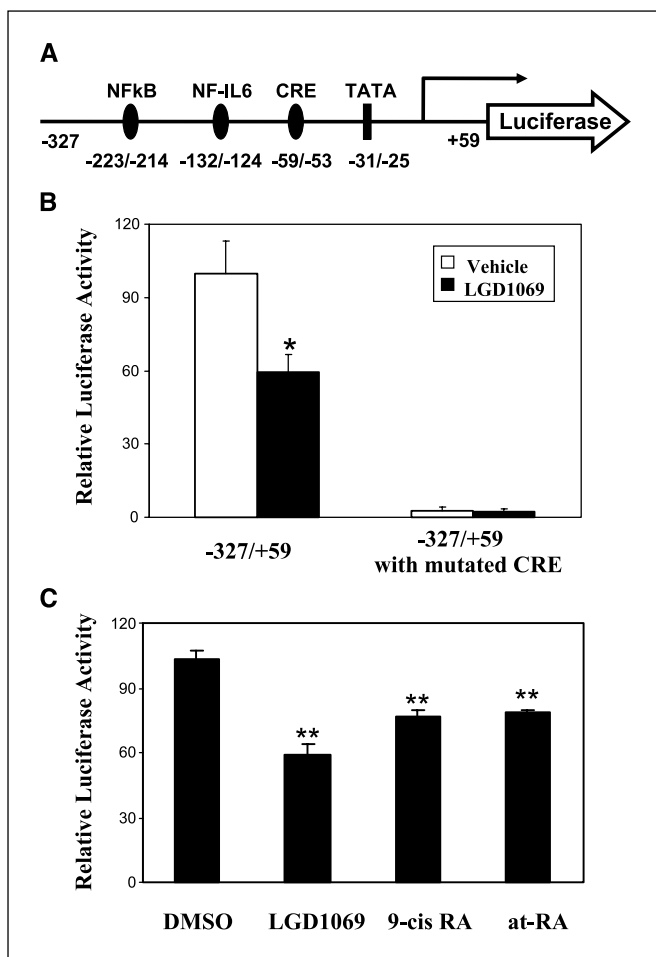 A
NFkB NF-IL6 CRE TATA
Luciferase
-327 +59
-223/-214 -132/-124 -59/-53 -31/-25
B
Relative Luciferase Activity
120
90
60
30
0
Vehicle
LGD1069
*
-327/+59 -327/+59
with mutated CRE
C
Relative Luciferase Activity
120
90
60
30
0
** ** **
DMSO LGD1069 9-cis RA at-RA